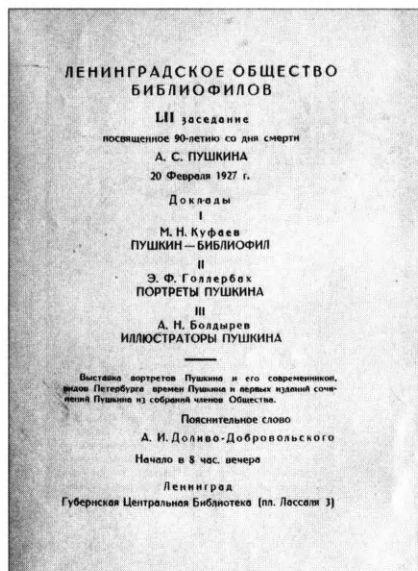 ЛЕНИНГРАДСКОЕ ОБЩЕСТВО
БИБЛИОФИЛОВ
LII заседание
посвященное 90-летию со дня смерти
А. С. ПУШКИНА
20 Февраля 1927 г.
Доклады
I
М. Н. Куфаев
ПУШКИН—БИБЛИОФИЛ
II
Э. Ф. Голлербах
ПОРТРЕТЫ ПУШКИНА
III
А. Н. Болдырев
ИЛЛЮСТРАТОРЫ ПУШКИНА
Выставка портретов Пушкина и его современников,
видов Петербурга времен Пушкина и первых изданий сочи-
нений Пушкина из собраний членов Общества.
Пояснительное слово
А. И. Доливо-Добровольского
Начало в 8 час. вечера
Ленинград
Губернская Центральная Библиотека (пл. Лассаля 3)